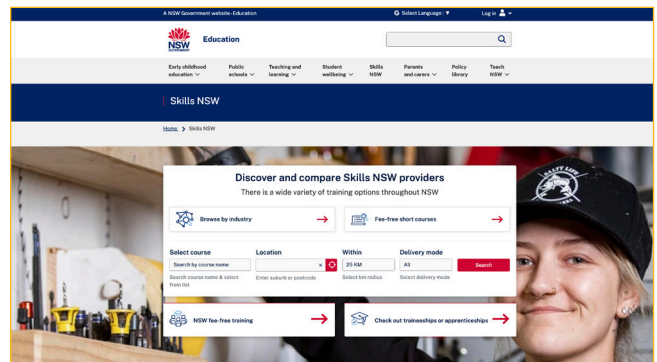 A NSW Government website - Education
G Select Language ▼
Log in
NSW
GOVERNMENT
Education
Early childhood education
Public schools
Teaching and learning
Student wellbeing
Skills NSW
Parents and carers
Policy library
Teach NSW
Skills NSW
Home > Skills NSW
Discover and compare Skills NSW providers
There is a wide variety of training options throughout NSW
Browse by industry
Fee-free short courses
Select course
Location
Within
Delivery mode
Search by course name
x
25 KM
All
Search
Search course name & select from list
Enter suburb or postcode
Select km radius
Select delivery mode
NSW fee-free training
Check out traineeships or apprenticeships
SALTY LIFE